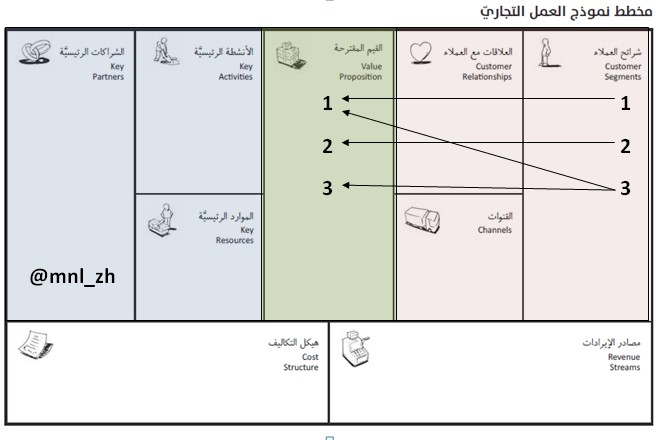 مخطط نموذج العمل التجاريّ
شرائح العملاء
Customer
Segments
1
2
3
العلاقات مع العملاء
Customer
Relationships
القنوات
Channels
القيم المقترحة
Value
Proposition
1
2
3
الأنشطة الرئيسيَّة
Key
Activities
الموارد الرئيسيَّة
Key
Resources
الشراكات الرئيسيَّة
Key
Partners
@mnl_zh
مصادر الإيرادات
Revenue
Streams
هيكل التكاليف
Cost
Structure